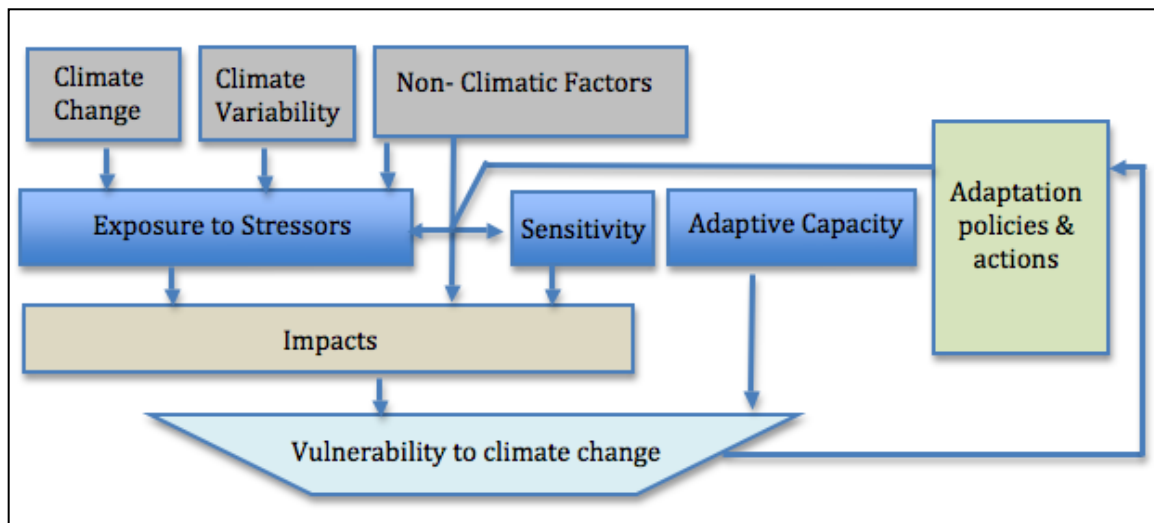 Climate
Change
Climate
Variability
Non- Climatic Factors
Exposure to Stressors
Sensitivity
Adaptive Capacity
Adaptation
policies &
actions
Impacts
Vulnerability to climate change